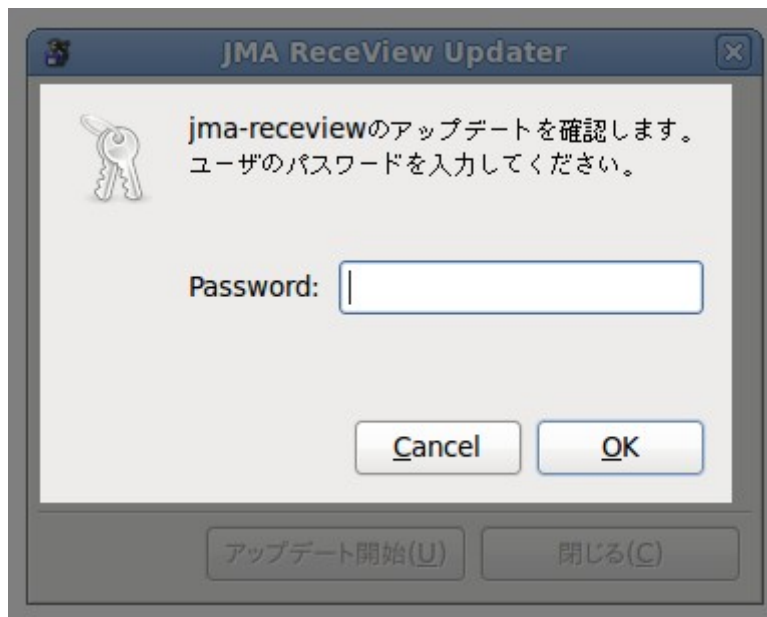 JMA ReceView Updater
jma-receviewのアップデートを確認します。
ユーザのパスワードを入力してください。
Password:
Cancel OK
アップデート開始(U) 閉じる(C)